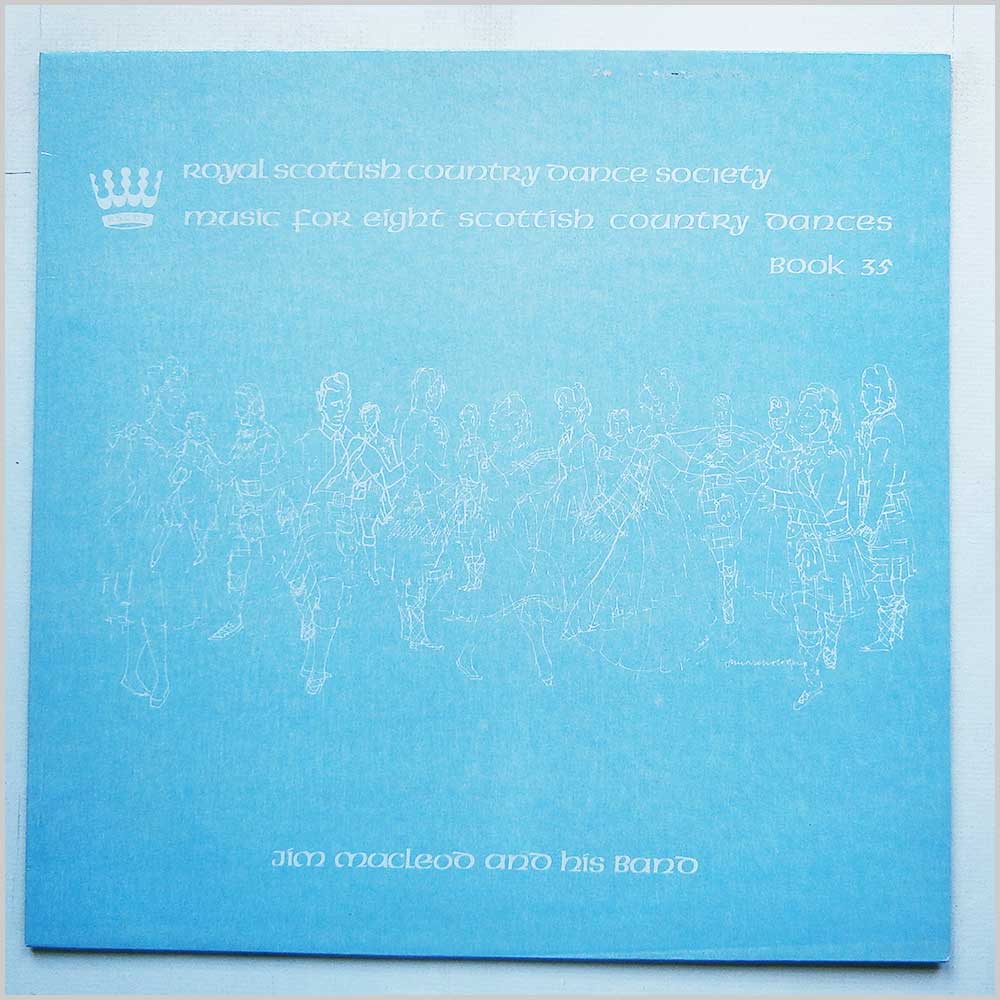 Royal Scottish Country Dance Society
Music for Eight Scottish Country Dances
Book 35
Jim MacLeod and his Band